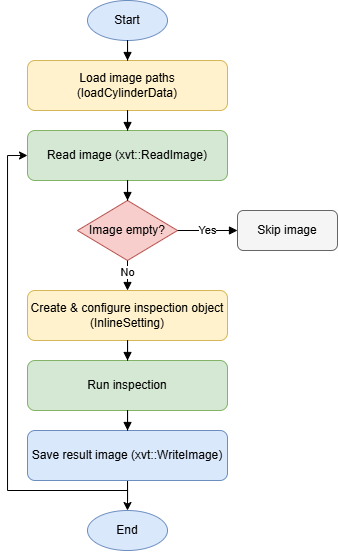 Start
Load image paths
(loadCylinderData)
Read image (xvt::ReadImage)
Image empty?
Yes
Skip image
No
Create & configure inspection object
(InlineSetting)
Run inspection
Save result image (xvt::WriteImage)
End